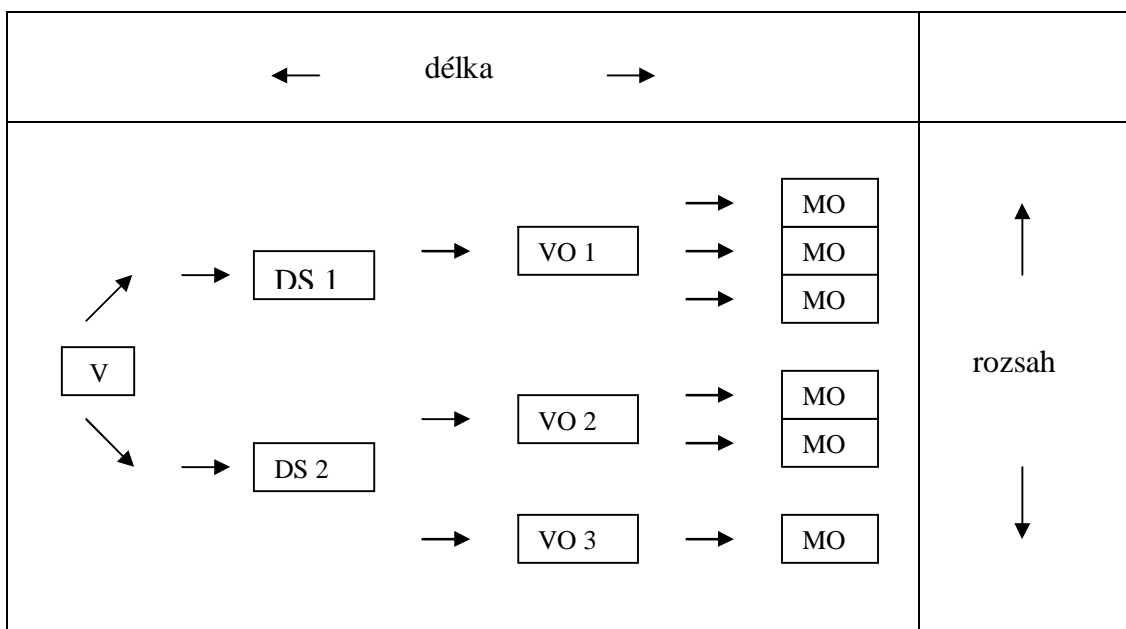 délka
MO
VO 1
MO
DS 1
MO
V
rozsah
MO
VO 2
MO
DS 2
VO 3
MO